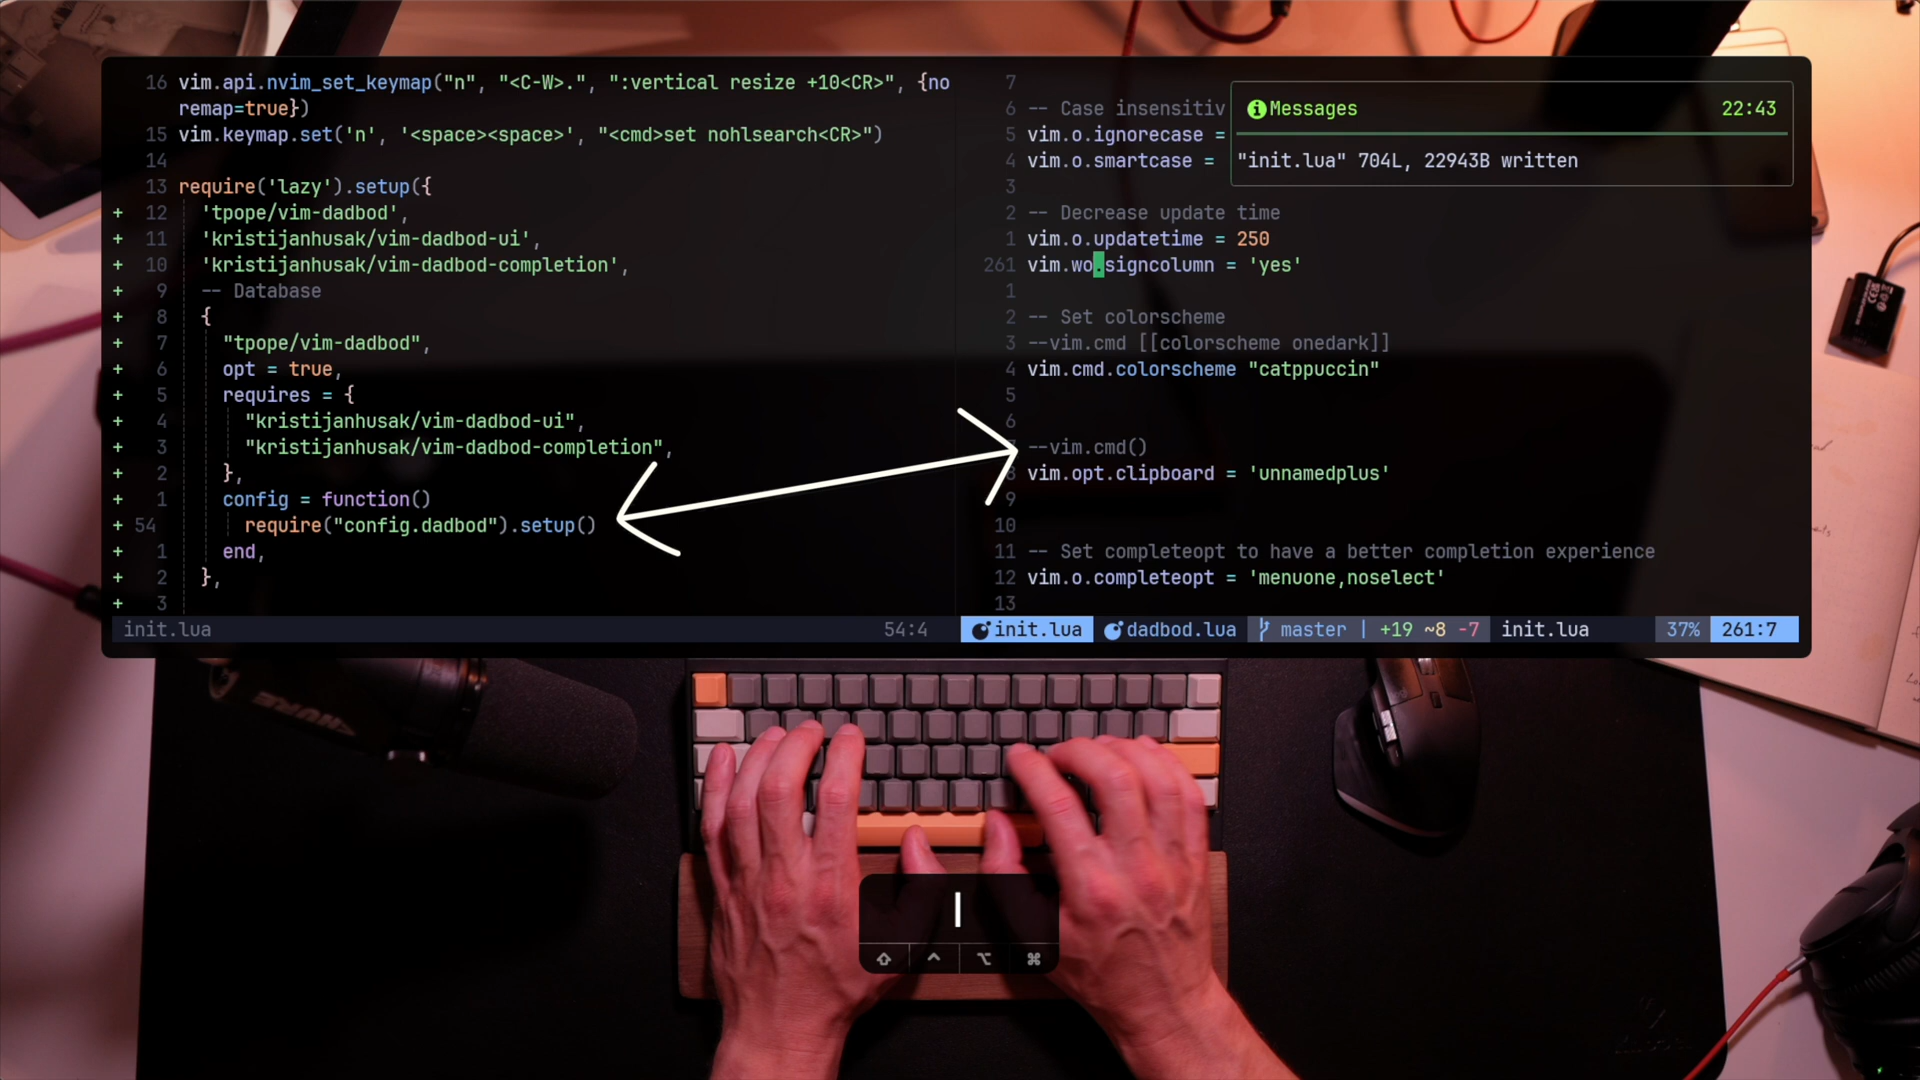 16 vim.api.nvim_set_keymap("n", "<C-W>.", ":vertical resize +10<CR>", {no
remap=true})
15 vim.keymap.set('n', '<space><space>', "<cmd>set nohlsearch<CR>")
14
13 require('lazy').setup({
+ 12 'tpope/vim-dadbod',
+ 11 'kristijanhusak/vim-dadbod-ui',
+ 10 'kristijanhusak/vim-dadbod-completion',
+ 9 -- Database
+ 8 {
+ 7 "tpope/vim-dadbod",
+ 6 opt = true,
+ 5 requires = {
+ 4 "kristijanhusak/vim-dadbod-ui",
+ 3 "kristijanhusak/vim-dadbod-completion",
+ 2 },
+ 1 config = function()
+ 54 require("config.dadbod").setup()
+ 1 end,
+ 2 },
+ 3
init.lua 54:4
7
6 -- Case insensitiv
5 vim.o.ignorecase =
4 vim.o.smartcase =
3
2 -- Decrease update time
1 vim.o.updatetime = 250
261 vim.wo.signcolumn = 'yes'
1
2 -- Set colorscheme
3 --vim.cmd [[colorscheme onedark]]
4 vim.cmd.colorscheme "catppuccin"
5
6
--vim.cmd()
8 vim.opt.clipboard = 'unnamedplus'
9
10
11 -- Set completeopt to have a better completion experience
12 vim.o.completeopt = 'menuone,noselect'
13
Messages 22:43
"init.lua" 704L, 22943B written
init.lua dadbod.lua master | +19 ~8 -7 init.lua 37% 261:7
SHURE
l
⇧ ^ ⌥ ⌘